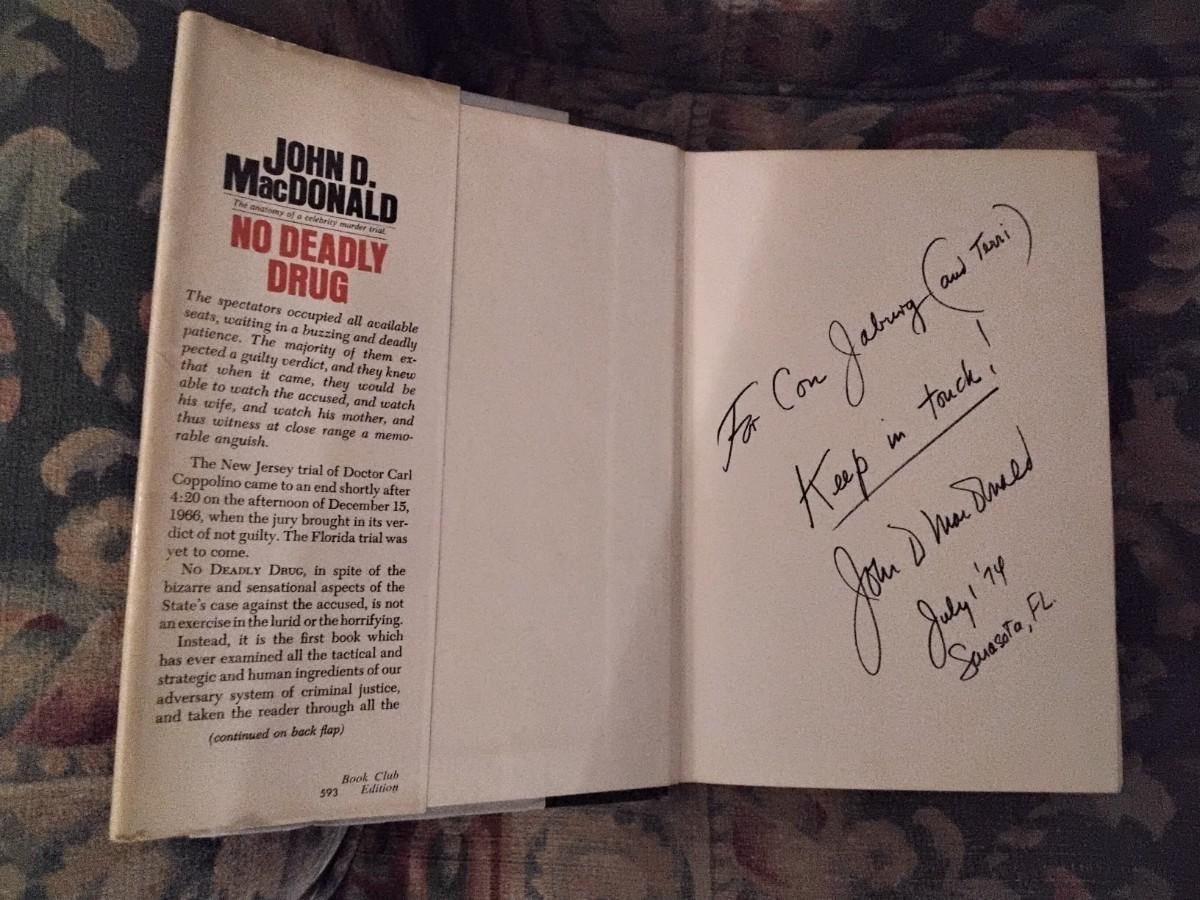 JOHN D.
MacDONALD
The anatomy of a celebrity murder trial.
NO DEADLY
DRUG
The spectators occupied all available
seats, waiting in a buzzing and deadly
patience. The majority of them ex-
pected a guilty verdict, and they knew
that when it came, they would be
able to watch the accused, and watch
his wife, and watch his mother, and
thus witness at close range a memo-
rable anguish.
The New Jersey trial of Doctor Carl
Coppolino came to an end shortly after
4:20 on the afternoon of December 15,
1966, when the jury brought in its ver-
dict of not guilty. The Florida trial was
yet to come.
NO DEADLY DRUG, in spite of the
bizarre and sensational aspects of the
State's case against the accused, is not
an exercise in the lurid or the horrifying.
Instead, it is the first book which
has ever examined all the tactical and
strategic and human ingredients of our
adversary system of criminal justice,
and taken the reader through all the
(continued on back flap)
Book Club
593 Edition
For Con Jaburg (and Terri)
Keep in touch!
John D MacDonald
July '74
Sarasota, FL.